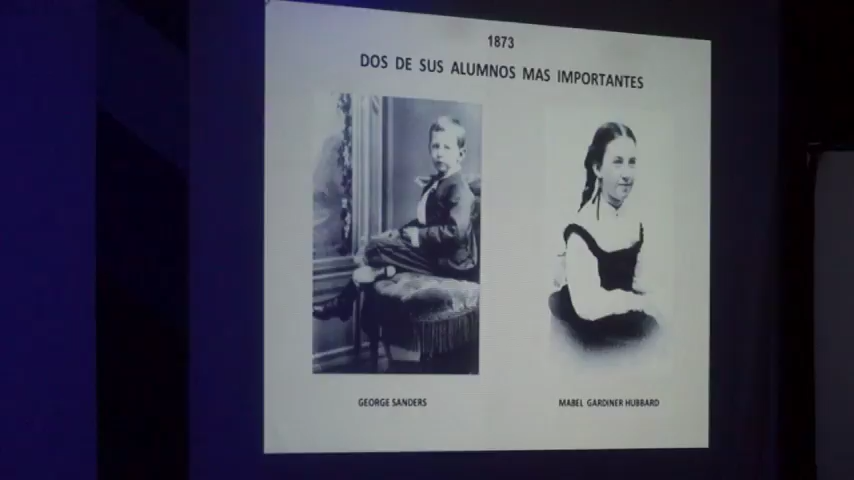 1873
DOS DE SUS ALUMNOS MAS IMPORTANTES
GEORGE SANDERS
MABEL GARDINER HUBBARD